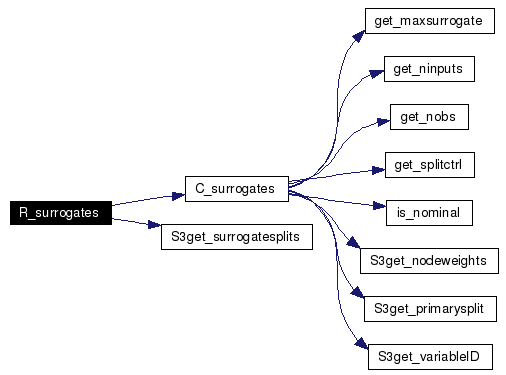 get_maxsurrogate
get_ninputs
get_nobs
get_splitctrl
C_surrogates
is_nominal
R_surrogates
S3get_surrogatesplits
S3get_nodeweights
S3get_primarysplit
S3get_variableID